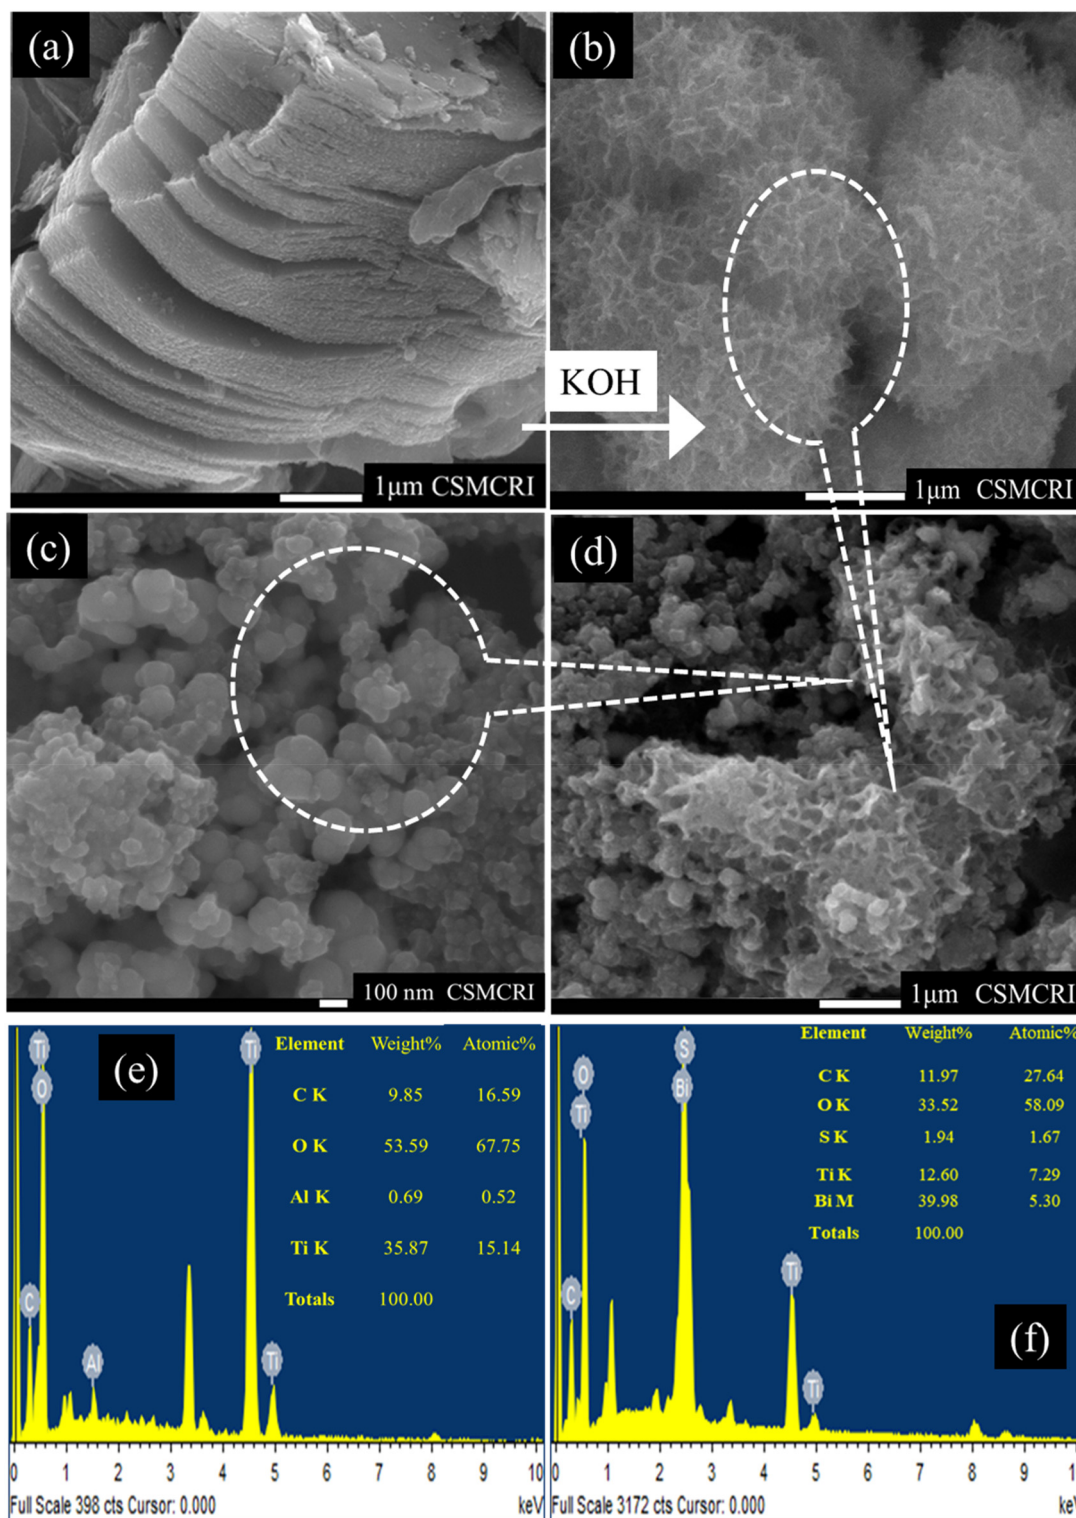 (a)
(b)
KOH
1μm CSMCRI
1μm CSMCRI
(c)
(d)
100 nm CSMCRI
1μm CSMCRI
(e)
Element Weight% Atomic%
C K 9.85 16.59
O K 53.59 67.75
Al K 0.69 0.52
Ti K 35.87 15.14
Totals 100.00
Ti
O
C
Al
Ti
Ti
0 1 2 3 4 5 6 7 8 9 10
Full Scale 398 cts Cursor: 0.000 keV
(f)
Element Weight% Atomic%
C K 11.97 27.64
O K 33.52 58.09
S K 1.94 1.67
Ti K 12.60 7.29
Bi M 39.98 5.30
Totals 100.00
O
Ti
C
S
Bi
Ti
Ti
0 1 2 3 4 5 6 7 8 9 1
Full Scale 3172 cts Cursor: 0.000 ke